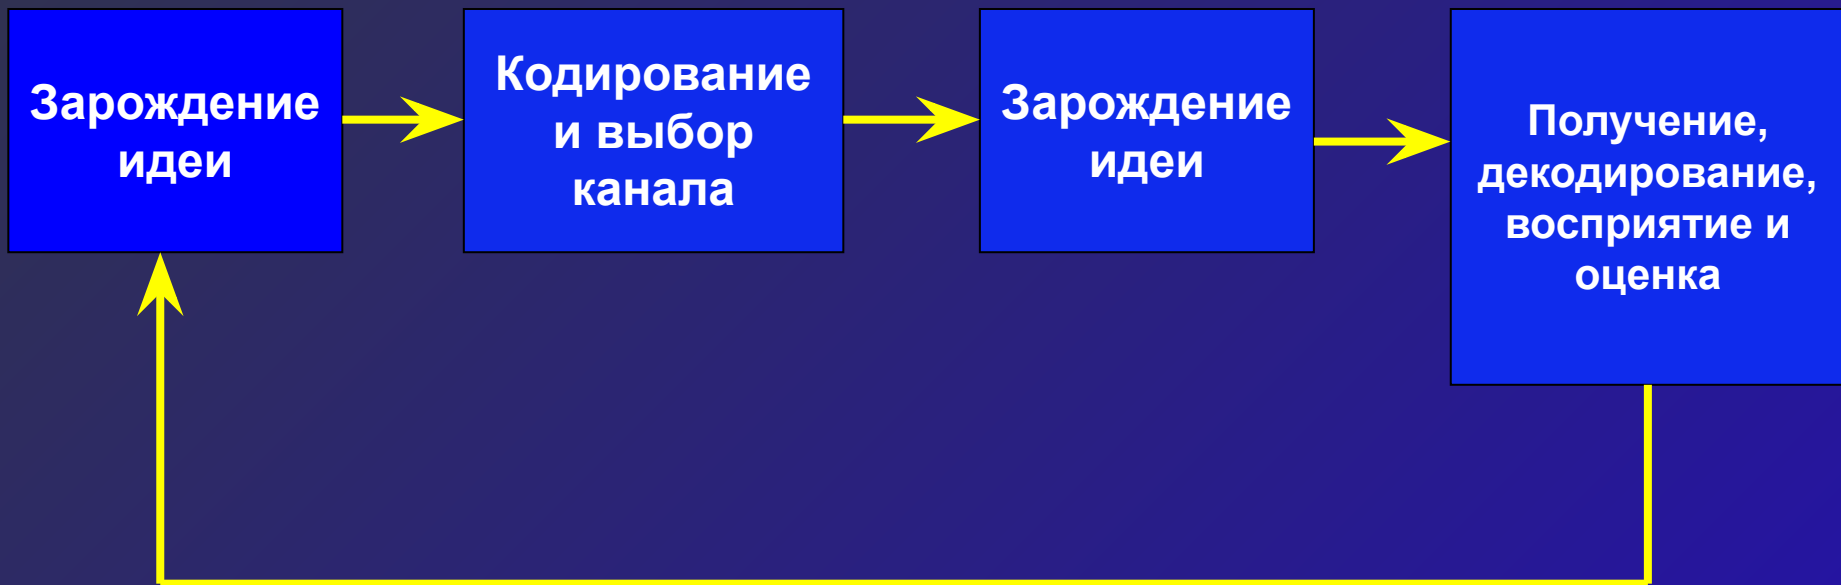 Зарождение
идеи
Кодирование
и выбор
канала
Зарождение
идеи
Получение,
декодирование,
восприятие и
оценка